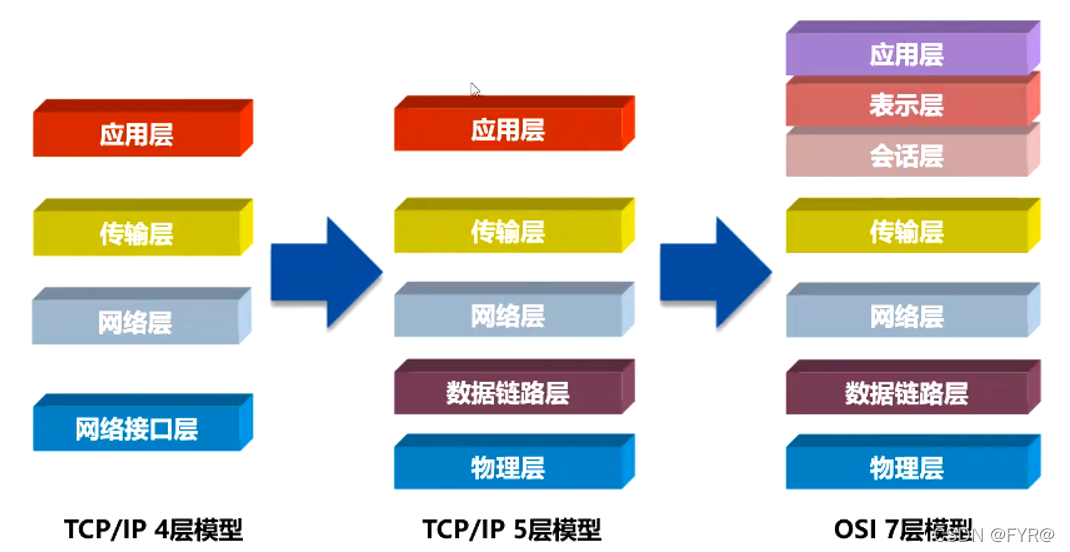 应用层
传输层
网络层
网络接口层
TCP/IP 4层模型
应用层
传输层
网络层
数据链路层
物理层
TCP/IP 5层模型
应用层
表示层
会话层
传输层
网络层
数据链路层
物理层
OSI 7层模型
CSDN @FYR@